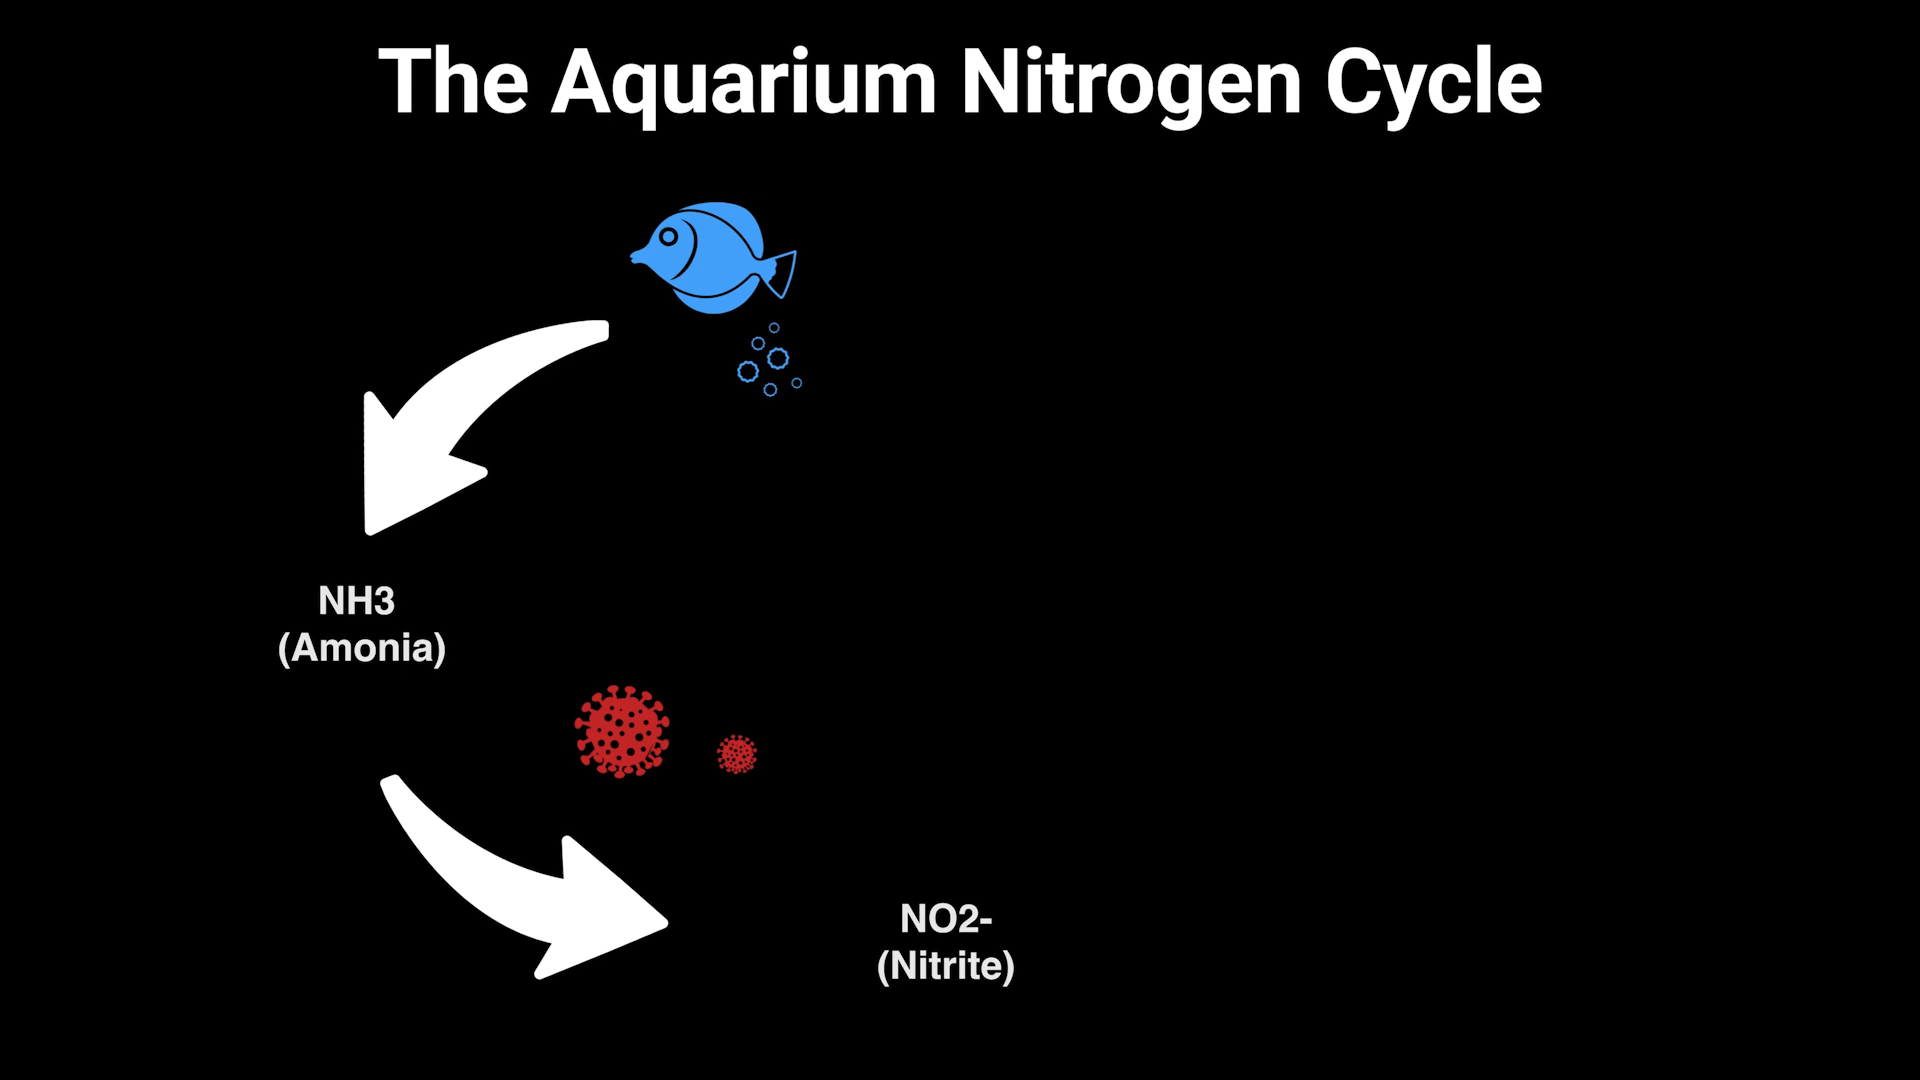 The Aquarium Nitrogen Cycle
NH3
(Amonia)
NO2-
(Nitrite)